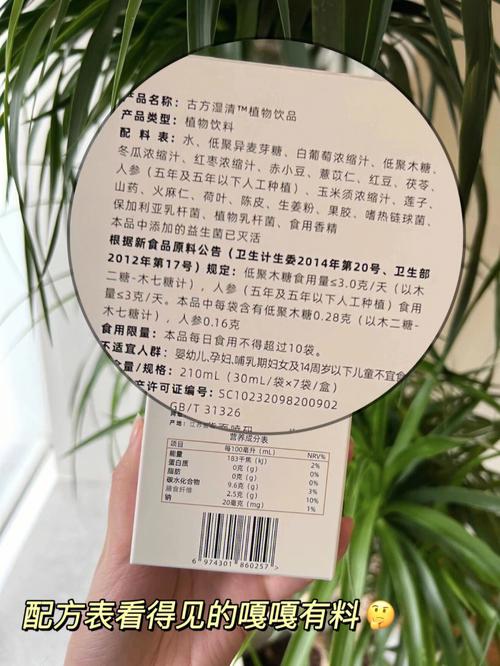 产品名称：古方湿清™植物饮品
产品类型：植物饮料
配 料 表：水、低聚异麦芽糖、白葡萄浓缩汁、低聚木糖、
冬瓜浓缩汁、红枣浓缩汁、赤小豆、薏苡仁、红豆、茯苓、
人参（五年及五年以下人工种植）、玉米须浓缩汁、莲子、
山药、火麻仁、荷叶、陈皮、生姜粉、果胶、嗜热链球菌、
保加利亚乳杆菌、植物乳杆菌、食用香精
本品中添加的益生菌已灭活
根据新食品原料公告（卫生计生委2014年第20号、卫生部
2012年第17号）规定：低聚木糖食用量≤3.0克/天（以木
二糖-木七糖计），人参（五年及五年以下人工种植）食用
量≤3克/天。本品中每袋含有低聚木糖0.28克（以木二糖-
木七糖计），人参0.16克
食用限量：本品每日食用不得超过10袋。
不适宜人群：婴幼儿、孕妇、哺乳期妇女及14周岁以下儿童不宜食
含量/规格：210mL（30mL/袋×7袋/盒）
产许可证编号：SC10232098200902
GB/T 31326
产地：江苏
营养成分表
项目 每100毫升（mL） NRV%
能量 183千焦（kJ） 2%
蛋白质 0克（g） 0%
脂肪 0克（g） 0%
碳水化合物 9.6克（g） 3%
膳食纤维 2.5克（g） 10%
钠 20毫克（mg） 1%
6 974301 860257
配方表看得见的嘎嘎有料🤔